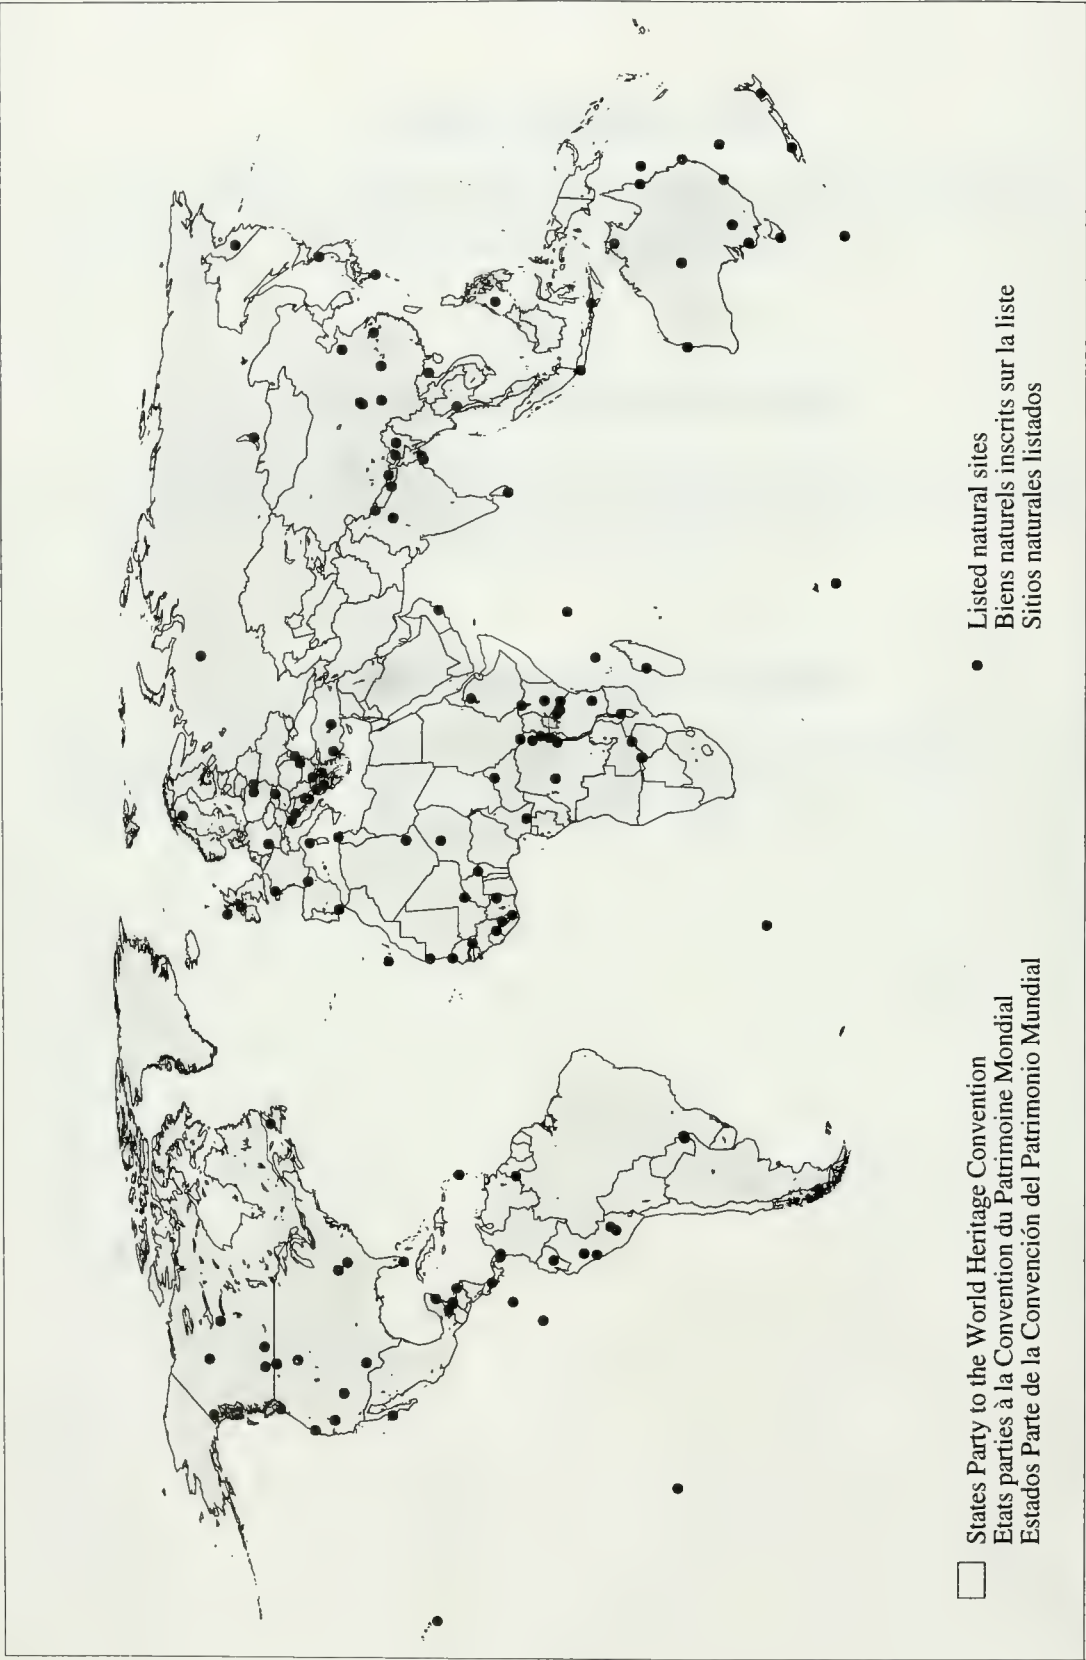 States Party to the World Heritage Convention
Etats parties à la Convention du Patrimoine Mondial
Estados Parte de la Convención del Patrimonio Mundial
Listed natural sites
Biens naturels inscrits sur la liste
Sitios naturales listados